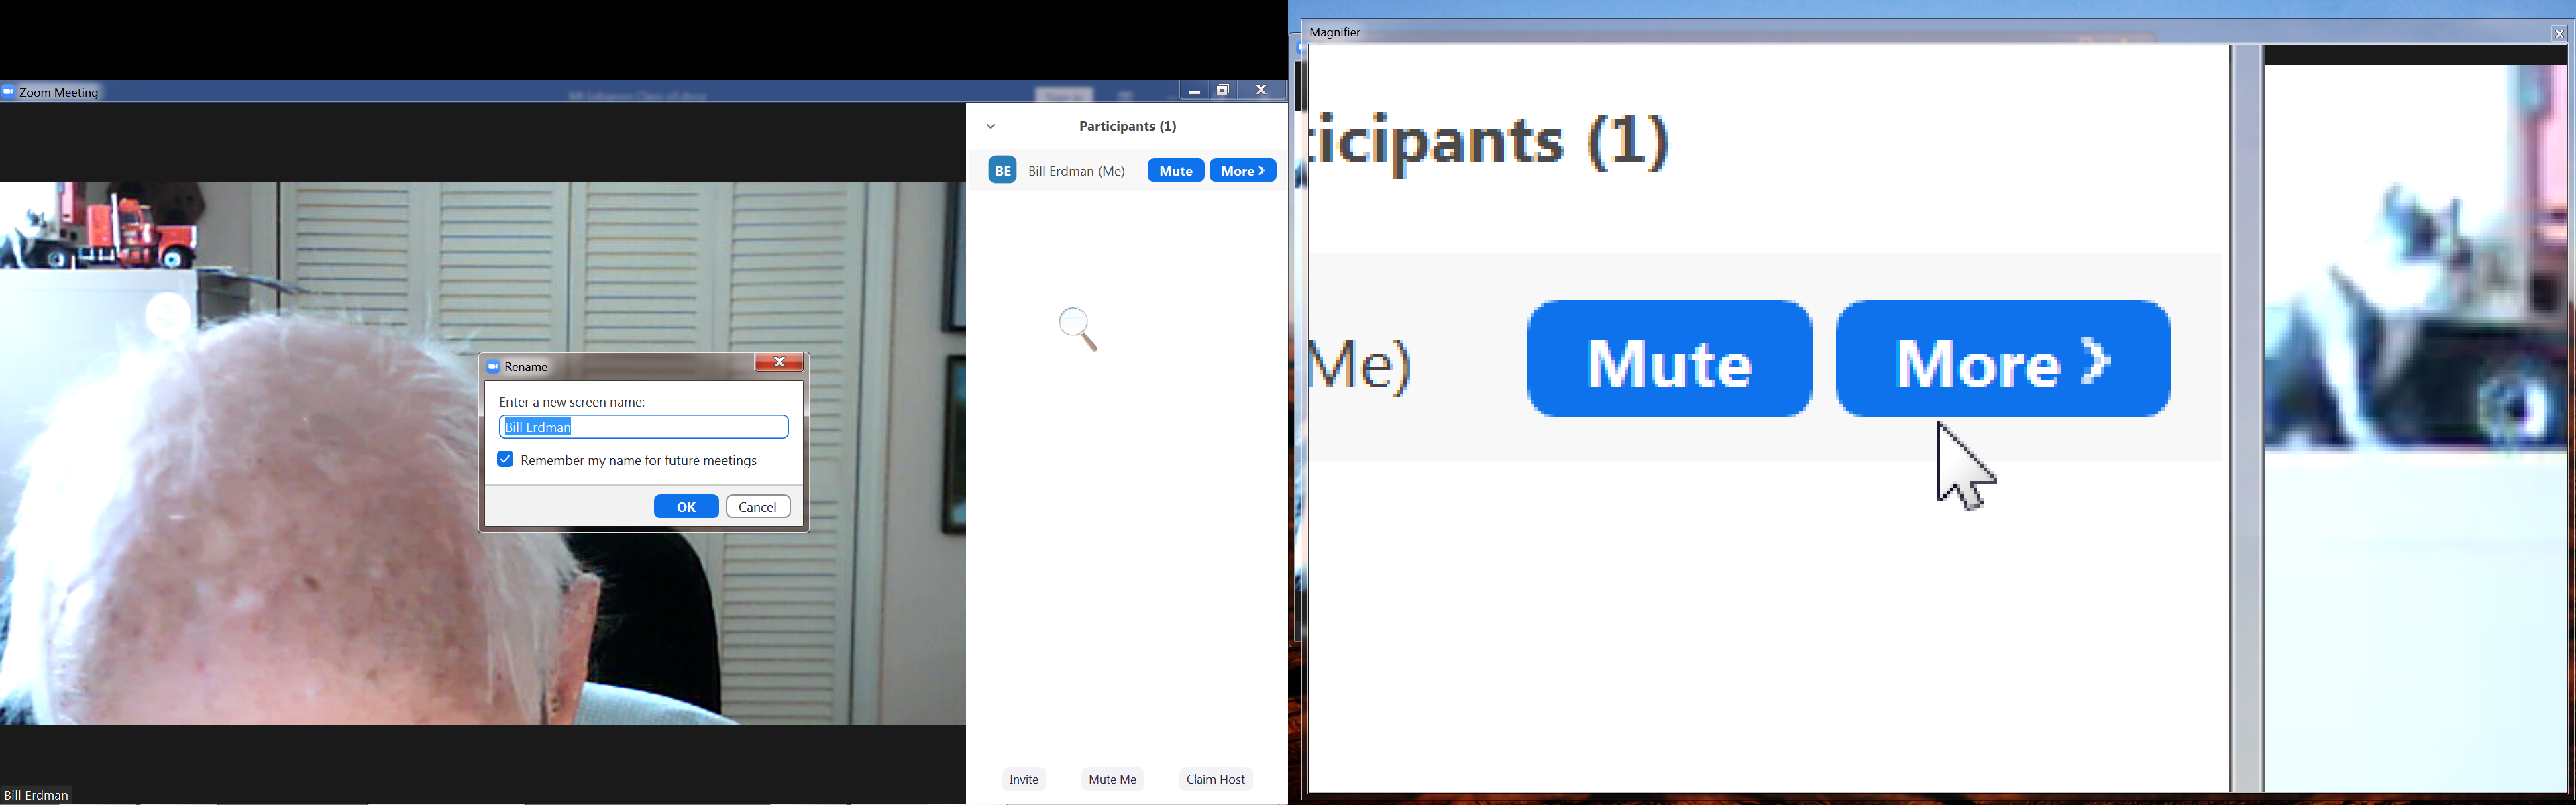 Zoom Meeting
Participants (1)
BE Bill Erdman (Me) Mute More >
Rename
Enter a new screen name:
Bill Erdman
Remember my name for future meetings
OK Cancel
Invite Mute Me Claim Host
Bill Erdman
Magnifier
ticipants (1)
Me) Mute More >